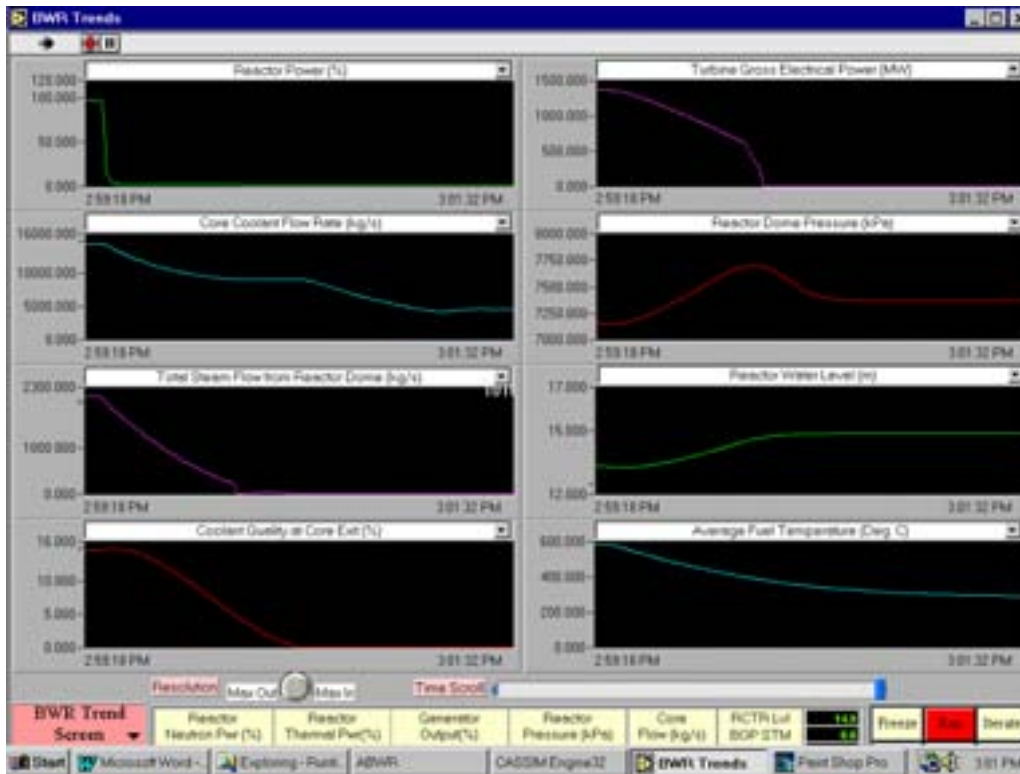 BWR Trends
Reactor Power (%)
120.000
100.000
50.000
0.000
2:59:18 PM
3:01:32 PM
Turbine Gross Electrical Power (MW)
1500.000
1000.000
500.000
0.000
2:59:18 PM
3:01:32 PM
Core Coolant Flow Rate (kg/s)
16000.000
10000.000
5000.000
0.000
2:59:18 PM
3:01:32 PM
Reactor Dome Pressure (kPa)
8000.000
7750.000
7500.000
7250.000
7000.000
2:59:18 PM
3:01:32 PM
Total Steam Flow from Reactor Dome (kg/s)
2300.000
1000.000
0.000
2:59:18 PM
3:01:32 PM
Reactor Water Level (m)
17.000
15.000
12.000
2:59:18 PM
3:01:32 PM
Coolant Quality at Core Exit (%)
16.000
10.000
5.000
0.000
2:59:18 PM
3:01:32 PM
Average Fuel Temperature (Deg. C)
600.000
400.000
200.000
0.000
2:59:18 PM
3:01:32 PM
Resolution
Max Out
Max In
Time Scroll
BWR Trend
Screen
Reactor
Neutron Pwr (%)
Reactor
Thermal Pwr(%)
Generator
Output(%)
Reactor
Pressure (kPa)
Core
Flow (kg/s)
RCTR Lvl
BOP STM
14.9
0.0
Freeze
Run
Iterate
Start
Microsoft Word -
Exploring - Runti...
ABWR
CASSIM Engine32
BWR Trends
Paint Shop Pro
3:01 PM